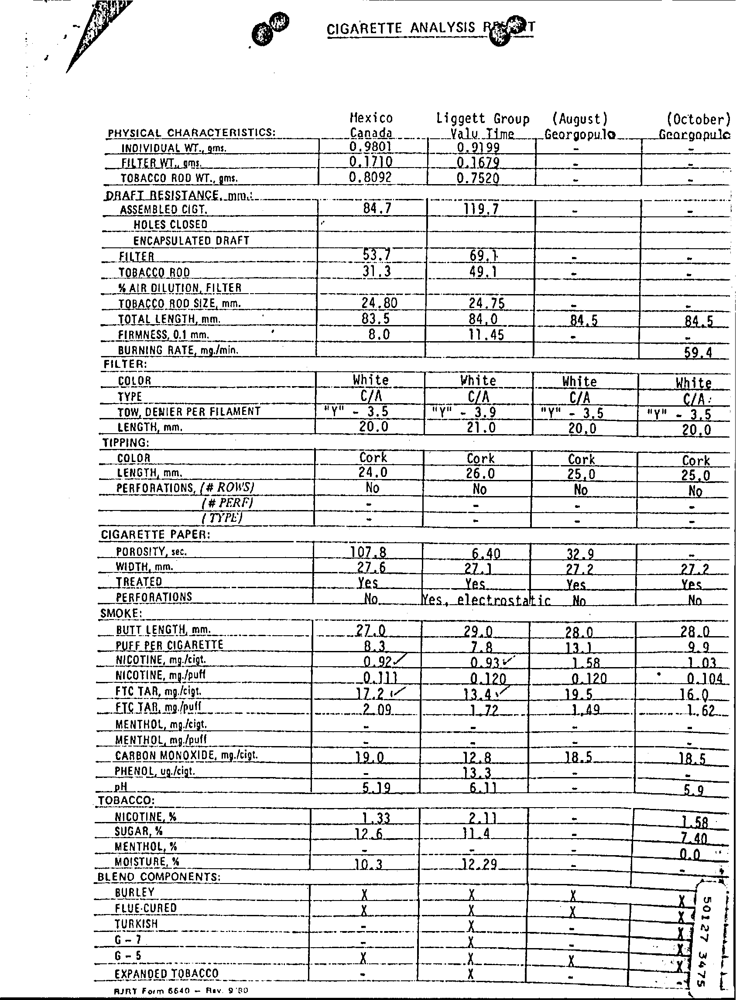 CIGARETTE ANALYSIS
Mexico Liggett Group (August) (October)
PHYSICAL CHARACTERISTICS: Canada Valu Time Georgopulo Georgopulo
INDIVIDUAL WT., gms. 0.9801 0.9199 - -
FILTER WT., gms. 0.1710 0.1679 - -
TOBACCO ROD WT., gms. 0.8092 0.7520 - -
DRAFT RESISTANCE, mm.:
ASSEMBLED CIGT. 84.7 119.7 - -
HOLES CLOSED
ENCAPSULATED DRAFT
FILTER 53.7 69.1 - -
TOBACCO ROD 31.3 49.1 - -
% AIR DILUTION, FILTER
TOBACCO ROD SIZE, mm. 24.80 24.75 - -
TOTAL LENGTH, mm. 83.5 84.0 84.5 84.5
FIRMNESS, 0.1 mm. 8.0 11.45 - -
BURNING RATE, mg./min. 59.4
FILTER:
COLOR White White White White
TYPE C/A C/A C/A C/A
TOW, DENIER PER FILAMENT "Y" - 3.5 "Y" - 3.9 "Y" - 3.5 "Y" - 3.5
LENGTH, mm. 20.0 21.0 20.0 20.0
TIPPING:
COLOR Cork Cork Cork Cork
LENGTH, mm. 24.0 26.0 25.0 25.0
PERFORATIONS, (# ROWS) No No No No
(# PERF) - - - -
(TYPE) - - - -
CIGARETTE PAPER:
POROSITY, sec. 107.8 6.40 32.9 -
WIDTH, mm. 27.6 27.1 27.2 27.2
TREATED Yes Yes Yes Yes
PERFORATIONS No Yes, electrostatic No No
SMOKE:
BUTT LENGTH, mm. 27.0 29.0 28.0 28.0
PUFF PER CIGARETTE 8.3 7.8 13.1 9.9
NICOTINE, mg./cigt. 0.92✓ 0.93✓ 1.58 1.03
NICOTINE, mg./puff 0.111 0.120 0.120 0.104
FTC TAR, mg./cigt. 17.2✓ 13.4✓ 19.5 16.0
FTC TAR, mg./puff 2.09 1.72 1.49 1.62
MENTHOL, mg./cigt. - - - -
MENTHOL, mg./puff - - - -
CARBON MONOXIDE, mg./cigt. 19.0 12.8 18.5 18.5
PHENOL, ug./cigt. - 13.3 - -
pH 5.19 6.11 - 5.9
TOBACCO:
NICOTINE, % 1.33 2.11 - 1.58
SUGAR, % 12.6 11.4 - 7.40
MENTHOL, % - - - 0.0
MOISTURE, % 10.3 12.29 - -
BLEND COMPONENTS:
BURLEY X X X X
FLUE-CURED X X X X
TURKISH - X - X
G - 7 - X - X
G - 5 X X X X
EXPANDED TOBACCO - X - -
RJRT Form 6640 - Rev. 9/80
50127 3475